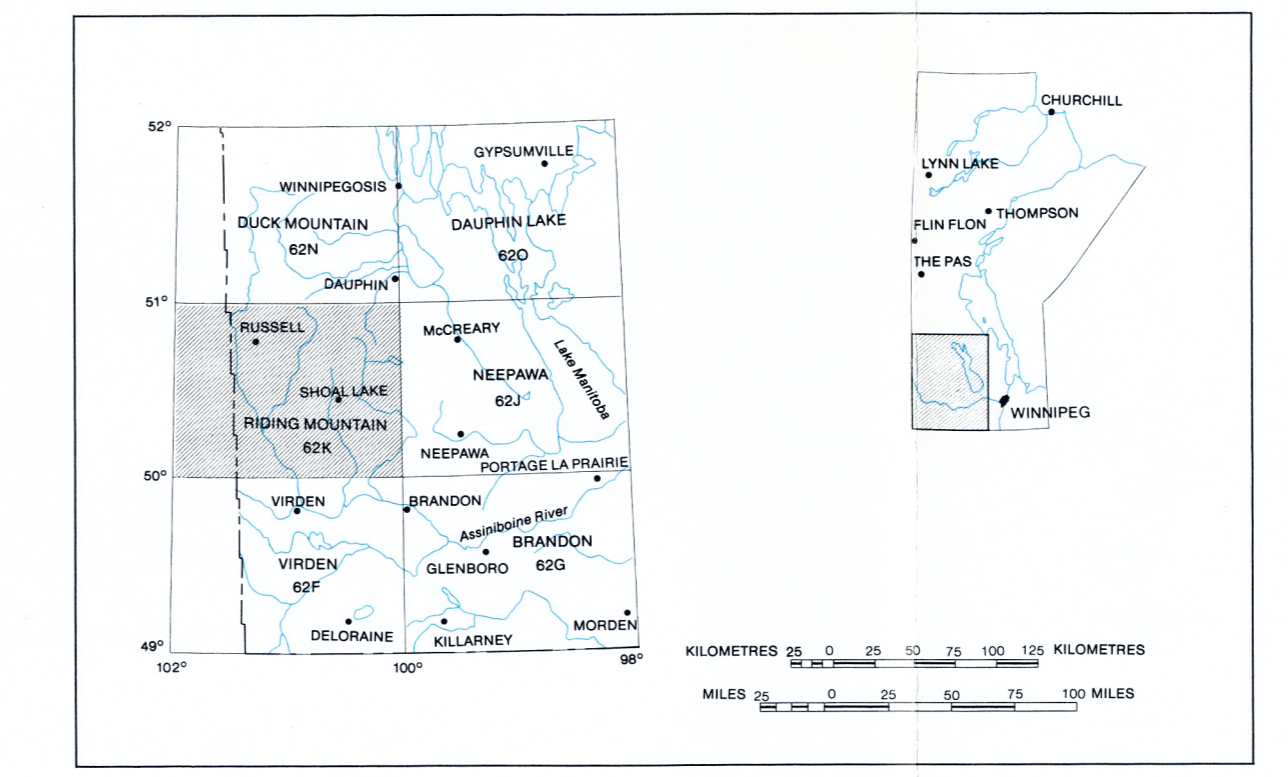 52°
GYPSUMVILLE
WINNIPEGOSIS
DUCK MOUNTAIN
62N
DAUPHIN LAKE
62O
DAUPHIN
51°
RUSSELL
McCREARY
Lake Manitoba
NEEPAWA
62J
SHOAL LAKE
RIDING MOUNTAIN
62K
NEEPAWA
PORTAGE LA PRAIRIE
50°
VIRDEN
BRANDON
Assiniboine River
BRANDON
62G
VIRDEN
62F
GLENBORO
DELORAINE
KILLARNEY
MORDEN
49°
102°
100°
98°
CHURCHILL
LYNN LAKE
THOMPSON
FLIN FLON
THE PAS
WINNIPEG
KILOMETRES 25 0 25 50 75 100 125 KILOMETRES
MILES 25 0 25 50 75 100 MILES